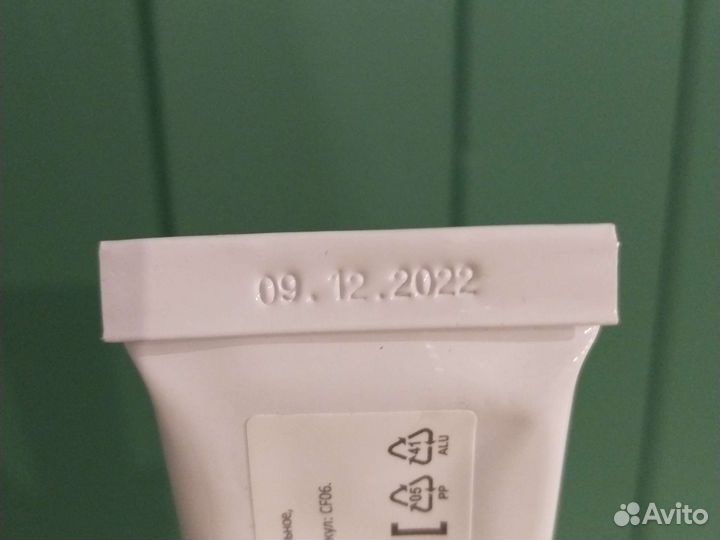 09.12.2022
льное,
кул: CF06.
05
PP
41
ALU
Avito